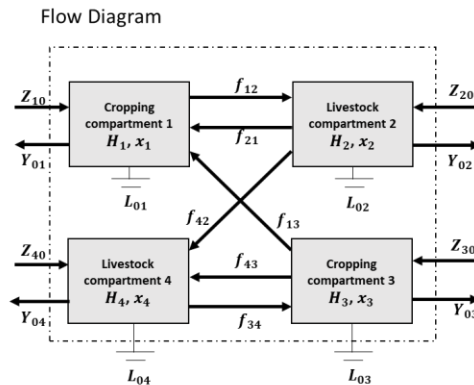 Flow Diagram
Z₁₀
Cropping
compartment 1
H₁, x₁
Y₀₁
L₀₁
f₁₂
f₂₁
Livestock
compartment 2
H₂, x₂
Z₂₀
Y₀₂
L₀₂
f₄₂
f₁₃
Z₄₀
Livestock
compartment 4
H₄, x₄
Y₀₄
L₀₄
f₄₃
f₃₄
Cropping
compartment 3
H₃, x₃
Z₃₀
Y₀₃
L₀₃